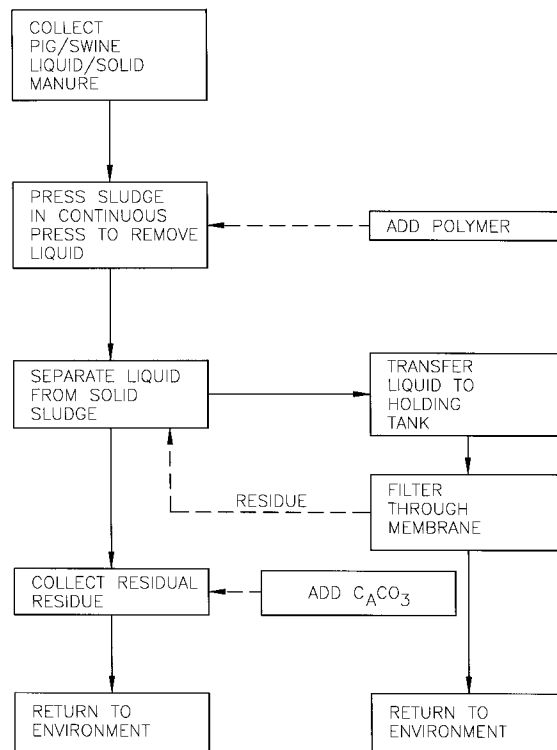 COLLECT
PIG/SWINE
LIQUID/SOLID
MANURE
PRESS SLUDGE
IN CONTINUOUS
PRESS TO REMOVE
LIQUID
ADD POLYMER
SEPARATE LIQUID
FROM SOLID
SLUDGE
TRANSFER
LIQUID TO
HOLDING
TANK
RESIDUE
FILTER
THROUGH
MEMBRANE
COLLECT RESIDUAL
RESIDUE
ADD CACO3
RETURN TO
ENVIRONMENT
RETURN TO
ENVIRONMENT